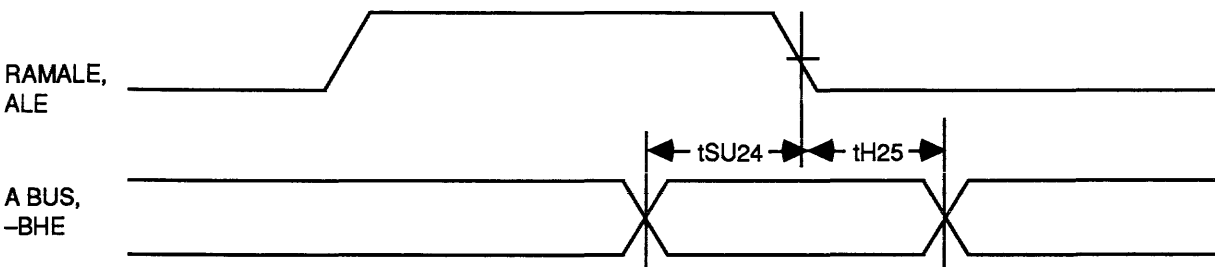 RAMALE,
ALE
tSU24
tH25
A BUS,
–BHE